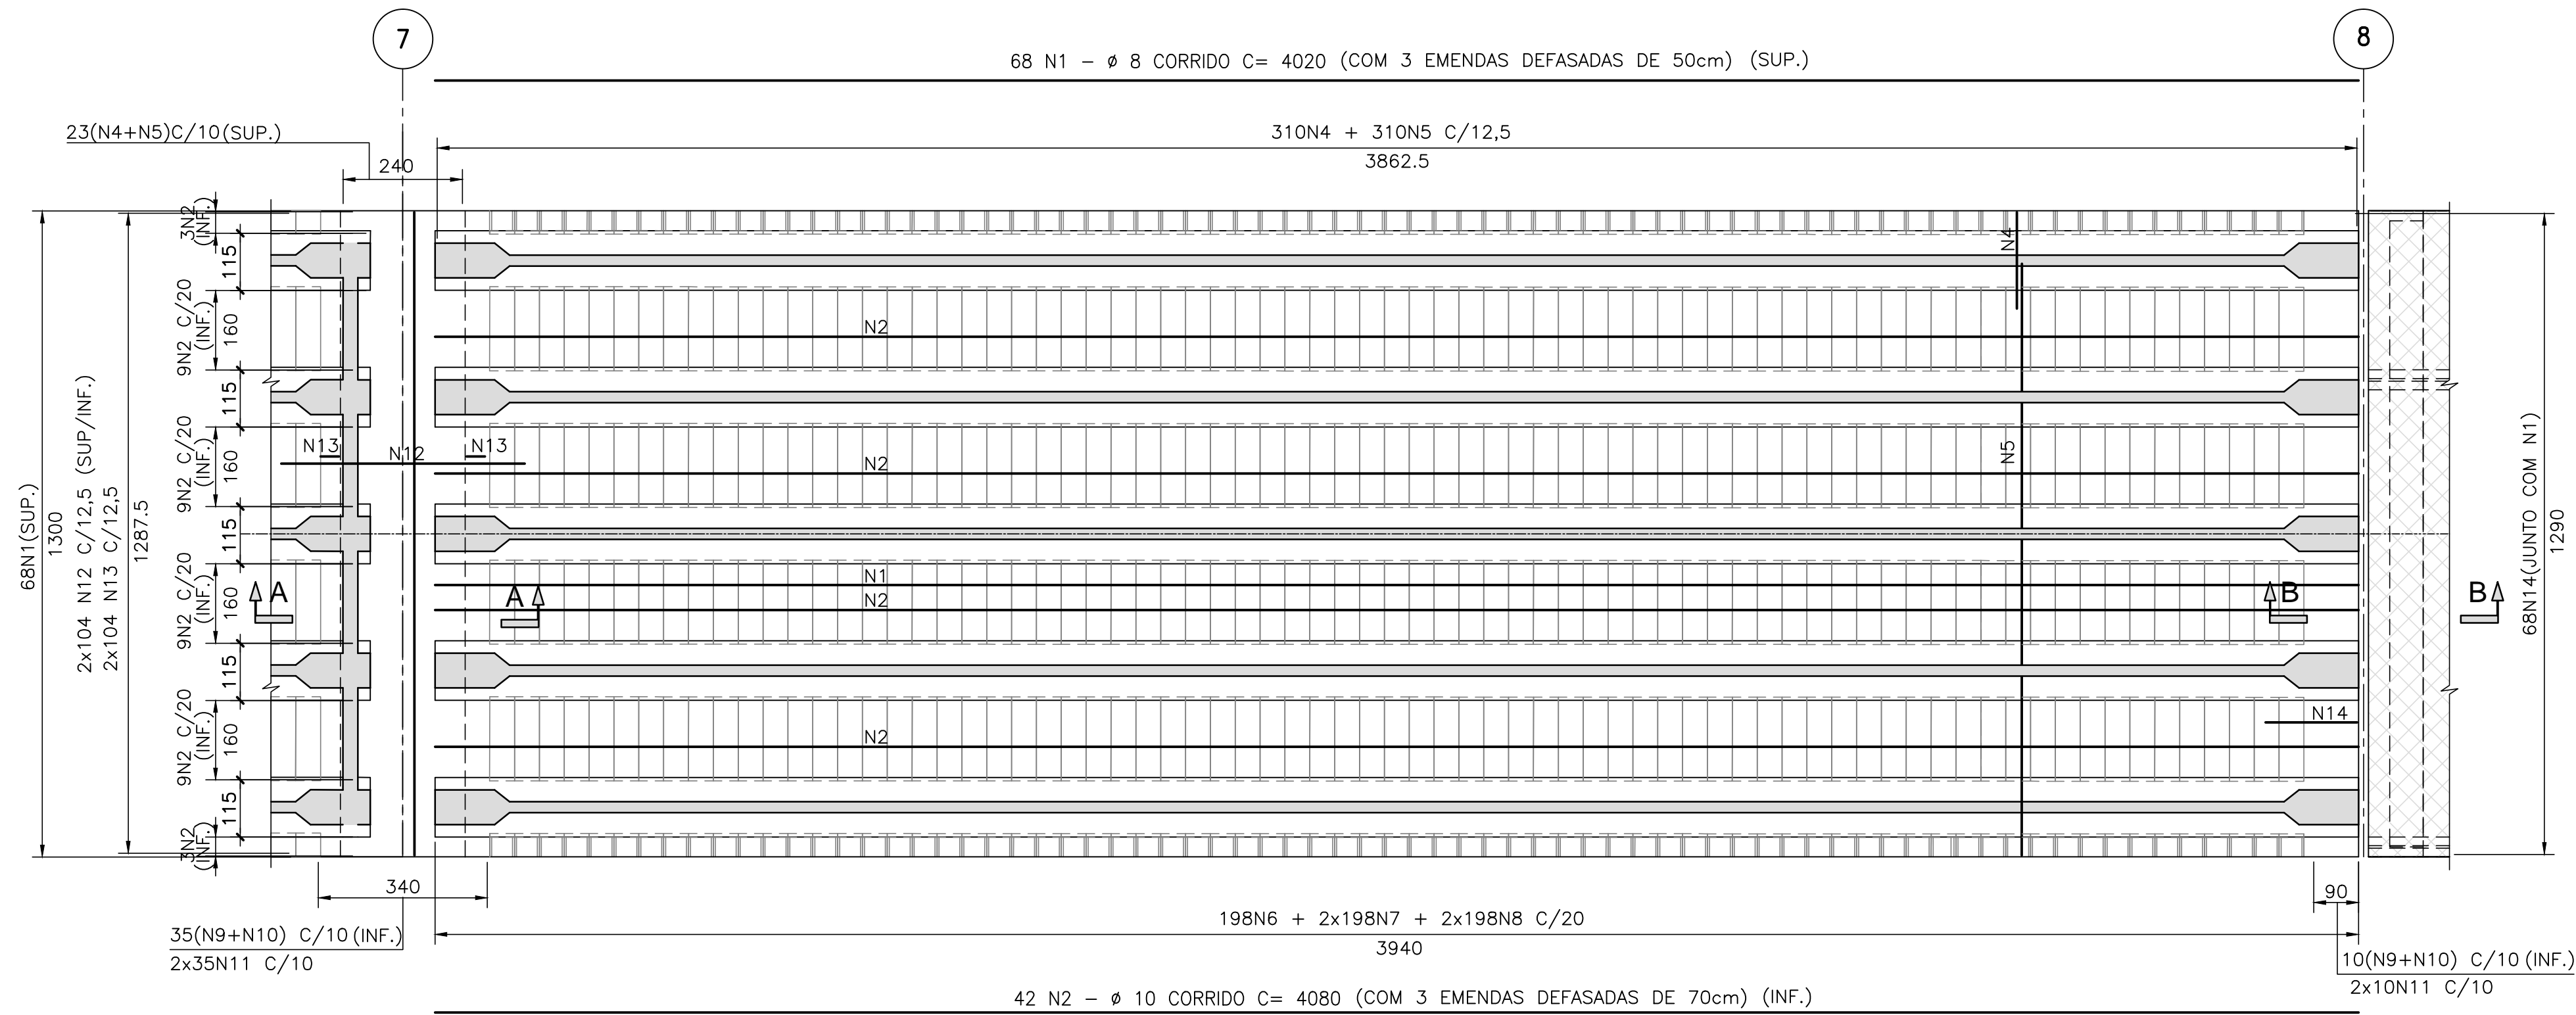 7
8
68 N1 - ø 8 CORRIDO C= 4020 (COM 3 EMENDAS DEFASADAS DE 50cm) (SUP.)
23(N4+N5)C/10(SUP.)
240
310N4 + 310N5 C/12,5
3862.5
68N1(SUP.)
1300
2x104 N12 C/12,5 (SUP/INF.)
2x104 N13 C/12,5
1287.5
3N2
(INF.)
115
9N2 C/20
(INF.)
160
115
9N2 C/20
(INF.)
160
115
9N2 C/20
(INF.)
160
115
9N2 C/20
(INF.)
160
115
3N2
(INF.)
N4
N2
N13
N12
N13
N2
N5
N1
N2
A
A
B
B
N14
N2
68N14(JUNTO COM N1)
1290
340
35(N9+N10) C/10(INF.)
2x35N11 C/10
198N6 + 2x198N7 + 2x198N8 C/20
3940
90
10(N9+N10) C/10(INF.)
2x10N11 C/10
42 N2 - ø 10 CORRIDO C= 4080 (COM 3 EMENDAS DEFASADAS DE 70cm) (INF.)